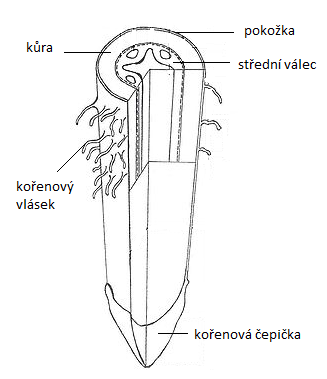 pokožka
kůra
střední válec
kořenový
vlásek
kořenová čepička